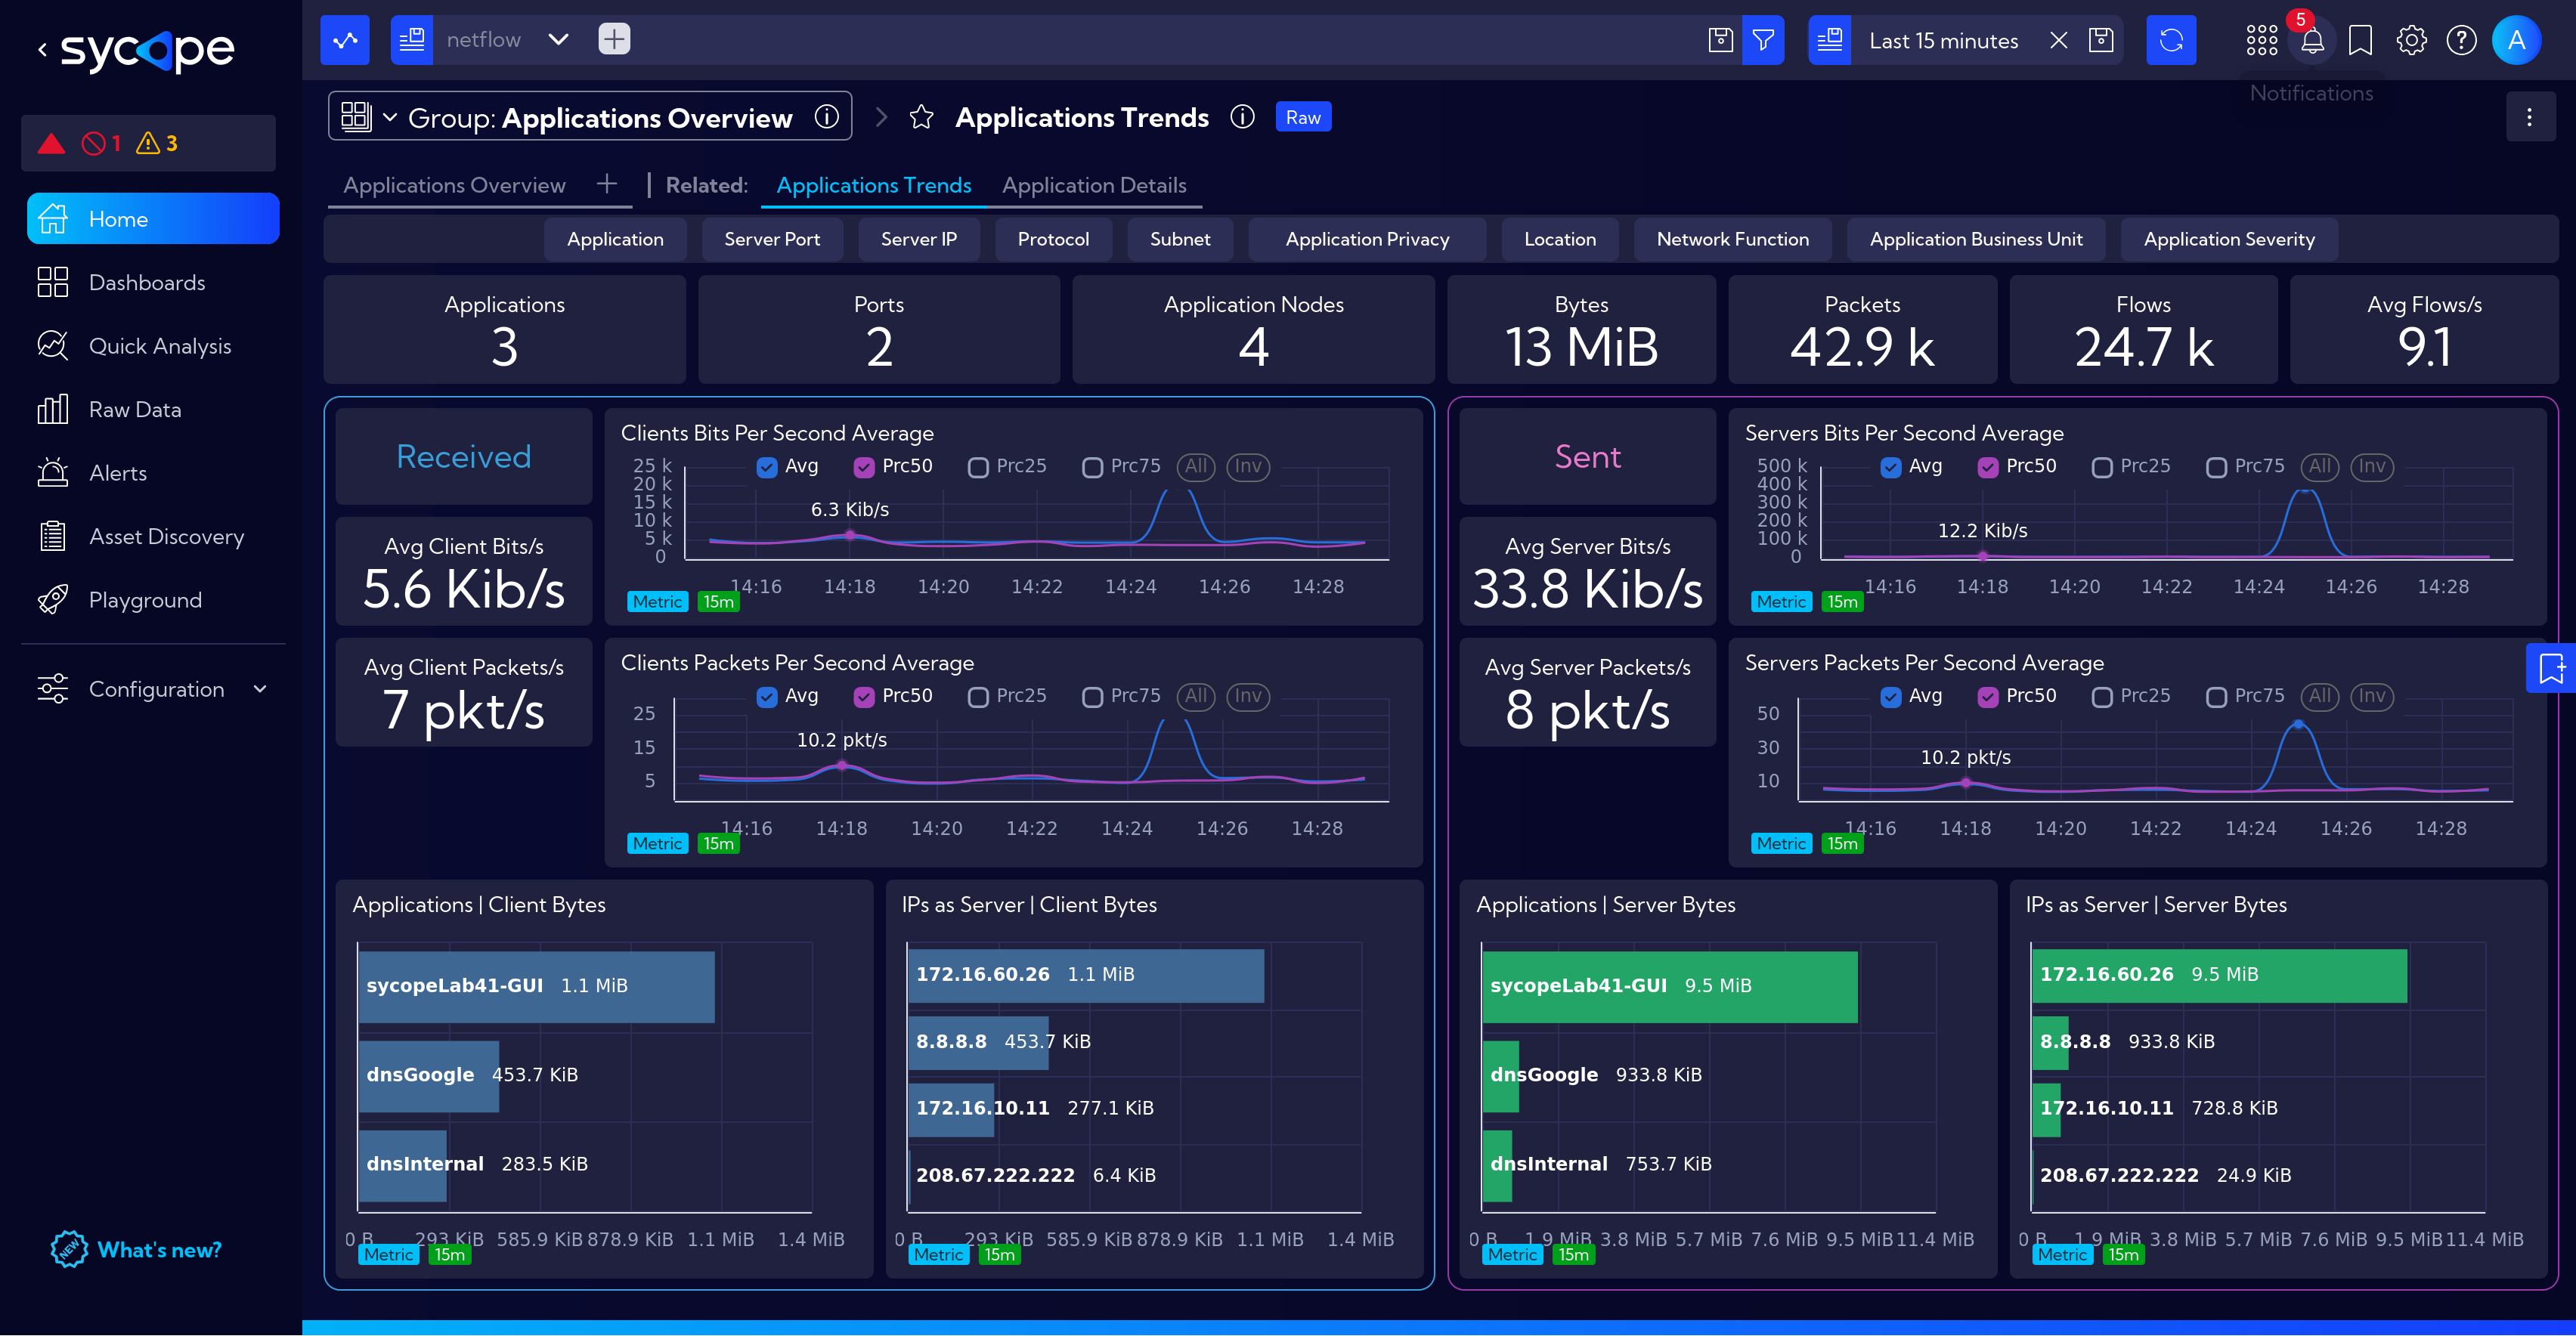 sycope
netflow
Last 15 minutes
5
A
Notifications
1 3
Home
Dashboards
Quick Analysis
Raw Data
Alerts
Asset Discovery
Playground
Configuration
NEW What's new?
Group: Applications Overview
Applications Trends
Raw
Applications Overview
Related: Applications Trends Application Details
Application Server Port Server IP Protocol Subnet Application Privacy Location Network Function Application Business Unit Application Severity
Applications
3
Ports
2
Application Nodes
4
Bytes
13 MiB
Packets
42.9 k
Flows
24.7 k
Avg Flows/s
9.1
Received
Avg Client Bits/s
5.6 Kib/s
Avg Client Packets/s
7 pkt/s
Clients Bits Per Second Average
Avg Prc50 Prc25 Prc75 All Inv
25 k
20 k
15 k
10 k
5 k
0
6.3 Kib/s
14:16 14:18 14:20 14:22 14:24 14:26 14:28
Metric 15m
Clients Packets Per Second Average
Avg Prc50 Prc25 Prc75 All Inv
25
15
5
10.2 pkt/s
14:16 14:18 14:20 14:22 14:24 14:26 14:28
Metric 15m
Applications | Client Bytes
sycopeLab41-GUI 1.1 MiB
dnsGoogle 453.7 KiB
dnsInternal 283.5 KiB
0 B 293 KiB 585.9 KiB 878.9 KiB 1.1 MiB 1.4 MiB
Metric 15m
IPs as Server | Client Bytes
172.16.60.26 1.1 MiB
8.8.8.8 453.7 KiB
172.16.10.11 277.1 KiB
208.67.222.222 6.4 KiB
0 B 293 KiB 585.9 KiB 878.9 KiB 1.1 MiB 1.4 MiB
Metric 15m
Sent
Avg Server Bits/s
33.8 Kib/s
Avg Server Packets/s
8 pkt/s
Servers Bits Per Second Average
Avg Prc50 Prc25 Prc75 All Inv
500 k
400 k
300 k
200 k
100 k
0
12.2 Kib/s
14:16 14:18 14:20 14:22 14:24 14:26 14:28
Metric 15m
Servers Packets Per Second Average
Avg Prc50 Prc25 Prc75 All Inv
50
30
10
10.2 pkt/s
14:16 14:18 14:20 14:22 14:24 14:26 14:28
Metric 15m
Applications | Server Bytes
sycopeLab41-GUI 9.5 MiB
dnsGoogle 933.8 KiB
dnsInternal 753.7 KiB
0 B 1.9 MiB 3.8 MiB 5.7 MiB 7.6 MiB 9.5 MiB 11.4 MiB
Metric 15m
IPs as Server | Server Bytes
172.16.60.26 9.5 MiB
8.8.8.8 933.8 KiB
172.16.10.11 728.8 KiB
208.67.222.222 24.9 KiB
0 B 1.9 MiB 3.8 MiB 5.7 MiB 7.6 MiB 9.5 MiB 11.4 MiB
Metric 15m